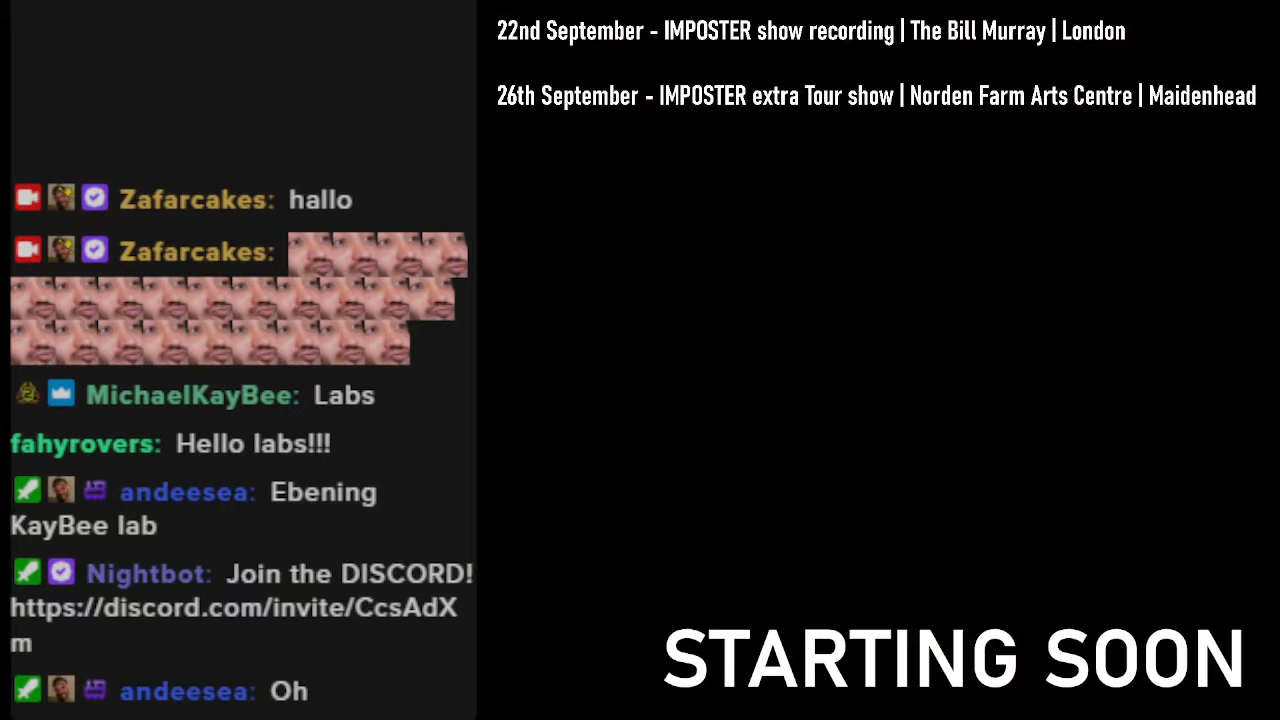 22nd September - IMPOSTER show recording | The Bill Murray | London
26th September - IMPOSTER extra Tour show | Norden Farm Arts Centre | Maidenhead
Zafarcakes: hallo
Zafarcakes:
MichaelKayBee: Labs
fahyrovers: Hello labs!!!
andeesea: Ebening
KayBee lab
Nightbot: Join the DISCORD!
https://discord.com/invite/CcsAdX
m
andeesea: Oh
STARTING SOON